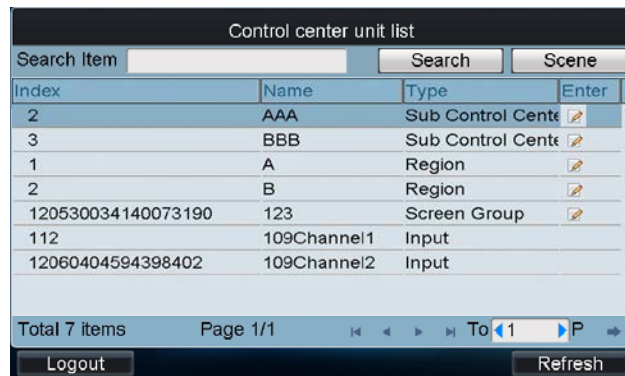 Control center unit list
Search Item Search Scene
Index Name Type Enter
2 AAA Sub Control Cente
3 BBB Sub Control Cente
1 A Region
2 B Region
120530034140073190 123 Screen Group
112 109Channel1 Input
12060404594398402 109Channel2 Input
Total 7 items Page 1/1 To 1 P
Logout Refresh